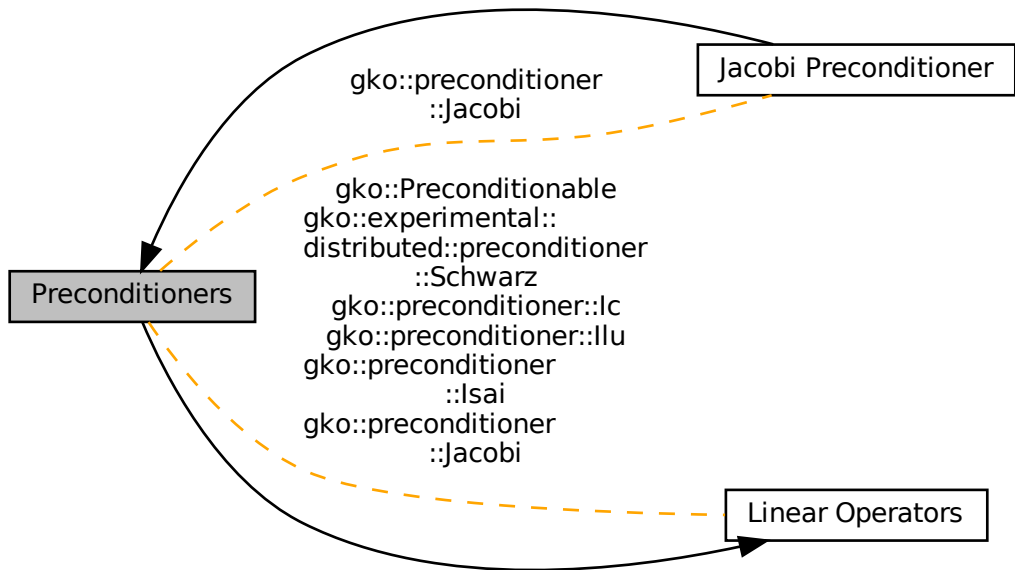 Jacobi Preconditioner
gko::preconditioner
::Jacobi
gko::Preconditionable
gko::experimental::
distributed::preconditioner
::Schwarz
gko::preconditioner::Ic
gko::preconditioner::Ilu
gko::preconditioner
::Isai
gko::preconditioner
::Jacobi
Preconditioners
Linear Operators